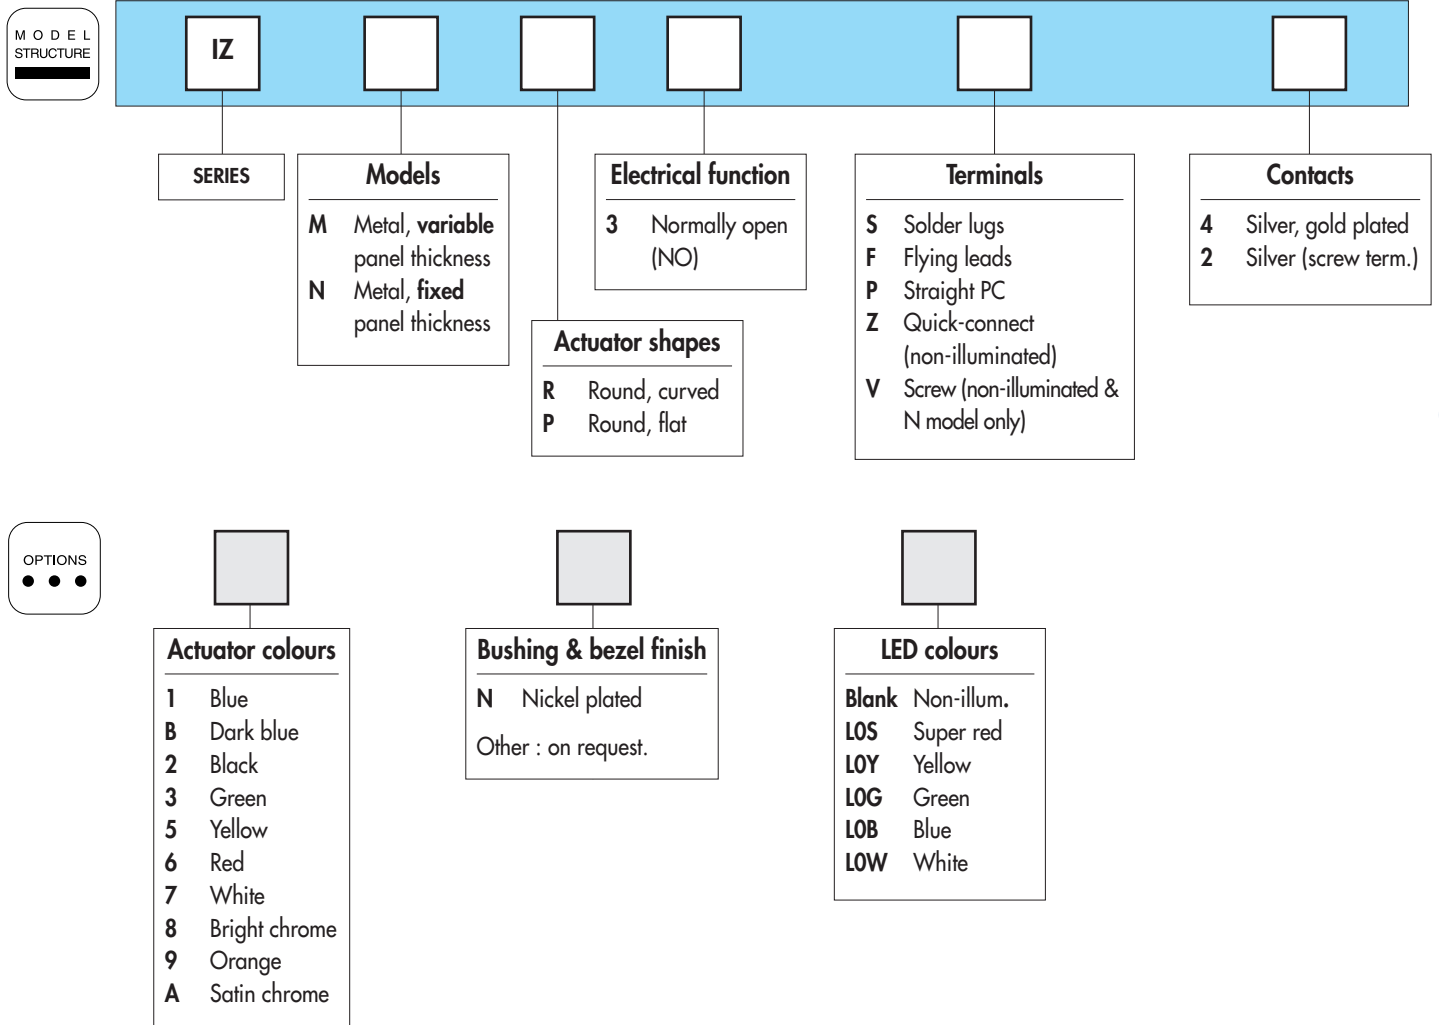 MODEL
STRUCTURE
IZ
SERIES
Models
M Metal, variable
panel thickness
N Metal, fixed
panel thickness
Actuator shapes
R Round, curved
P Round, flat
Electrical function
3 Normally open
(NO)
Terminals
S Solder lugs
F Flying leads
P Straight PC
Z Quick-connect
(non-illuminated)
V Screw (non-illuminated &
N model only)
Contacts
4 Silver, gold plated
2 Silver (screw term.)
OPTIONS
Actuator colours
1 Blue
B Dark blue
2 Black
3 Green
5 Yellow
6 Red
7 White
8 Bright chrome
9 Orange
A Satin chrome
Bushing & bezel finish
N Nickel plated
Other : on request.
LED colours
Blank Non-illum.
L0S Super red
L0Y Yellow
L0G Green
L0B Blue
L0W White